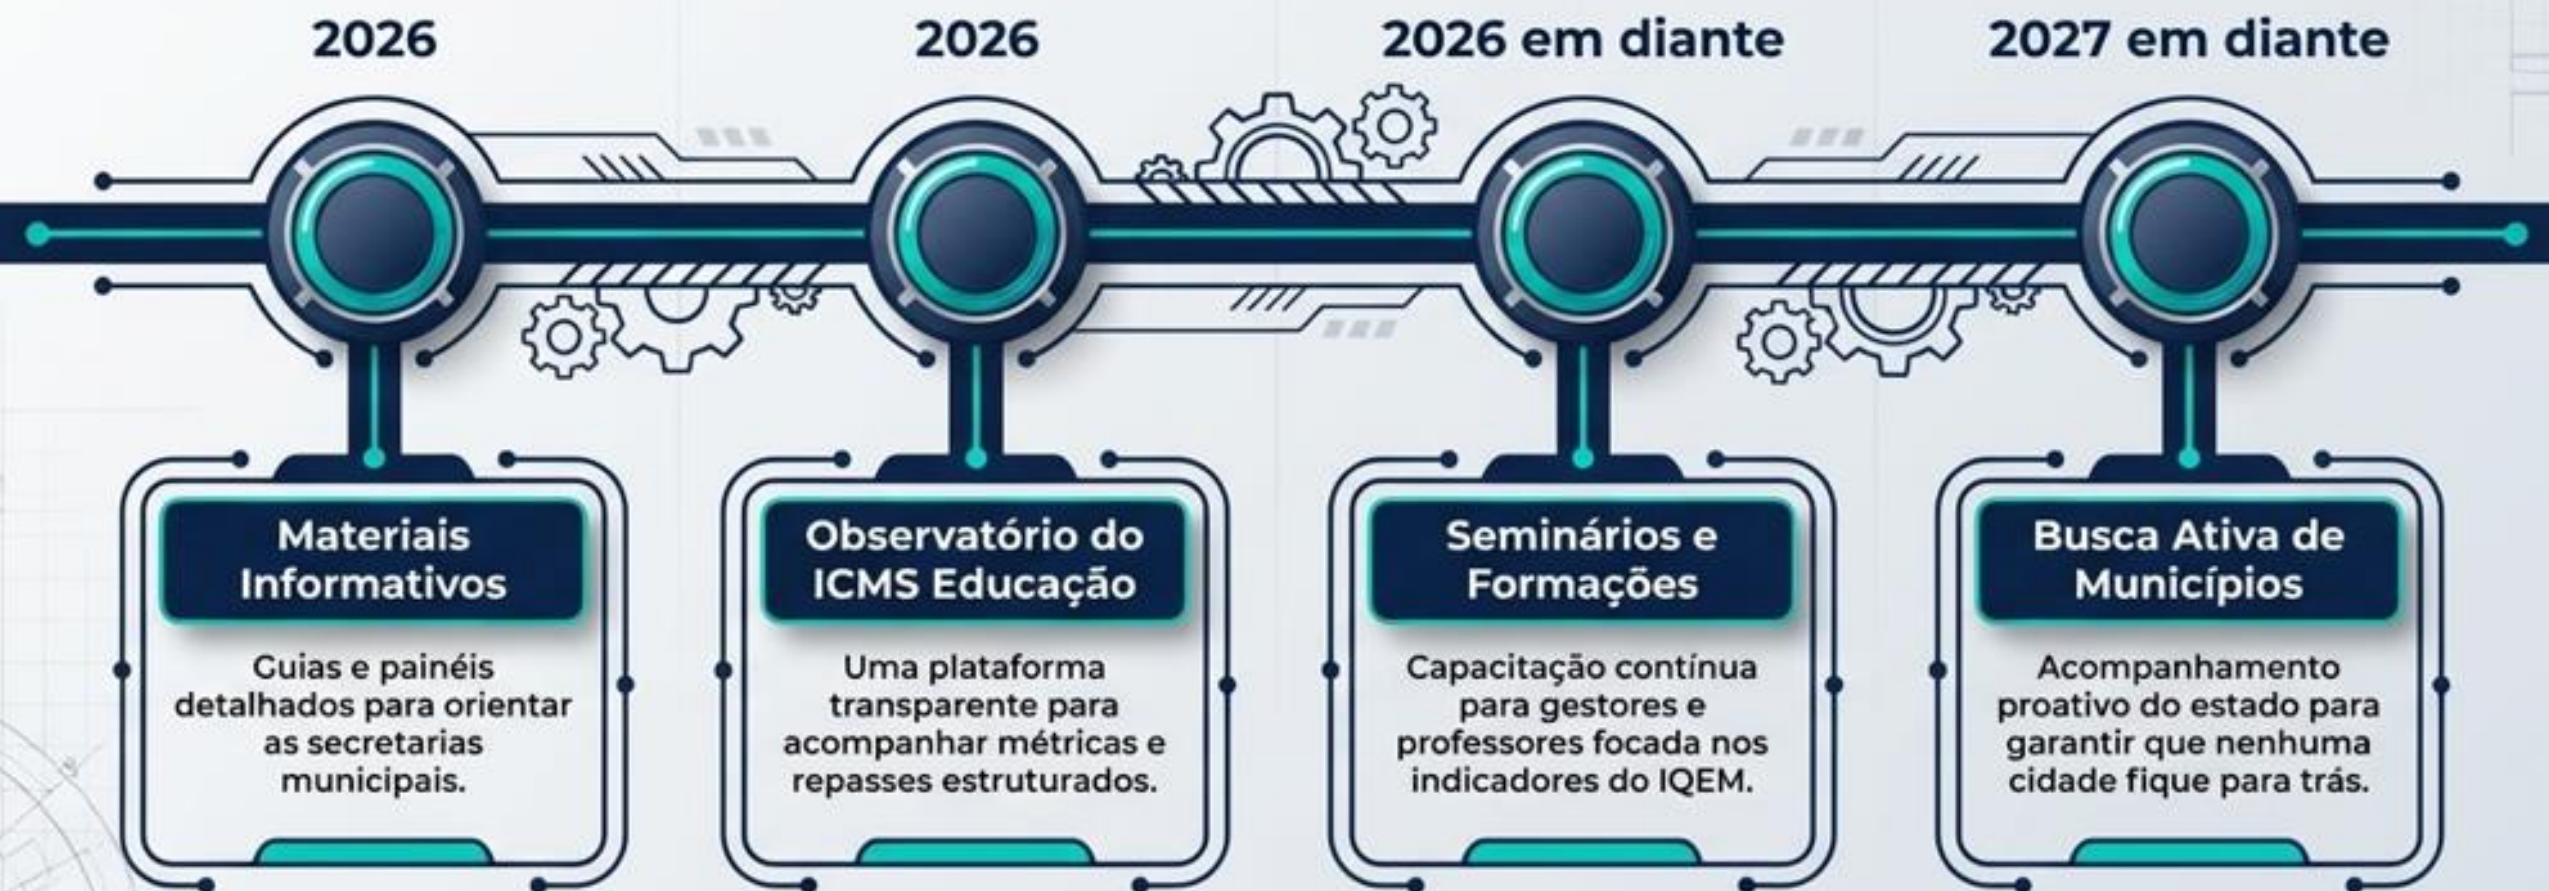 2026
2026
2026 em diante
2027 em diante
Materiais
Informativos
Guias e painéis
detalhados para orientar
as secretarias
municipais.
Observatório do
ICMS Educação
Uma plataforma
transparente para
acompanhar métricas e
repasses estruturados.
Seminários e
Formações
Capacitação contínua
para gestores e
professores focada nos
indicadores do IQEM.
Busca Ativa de
Municípios
Acompanhamento
proativo do estado para
garantir que nenhuma
cidade fique para trás.